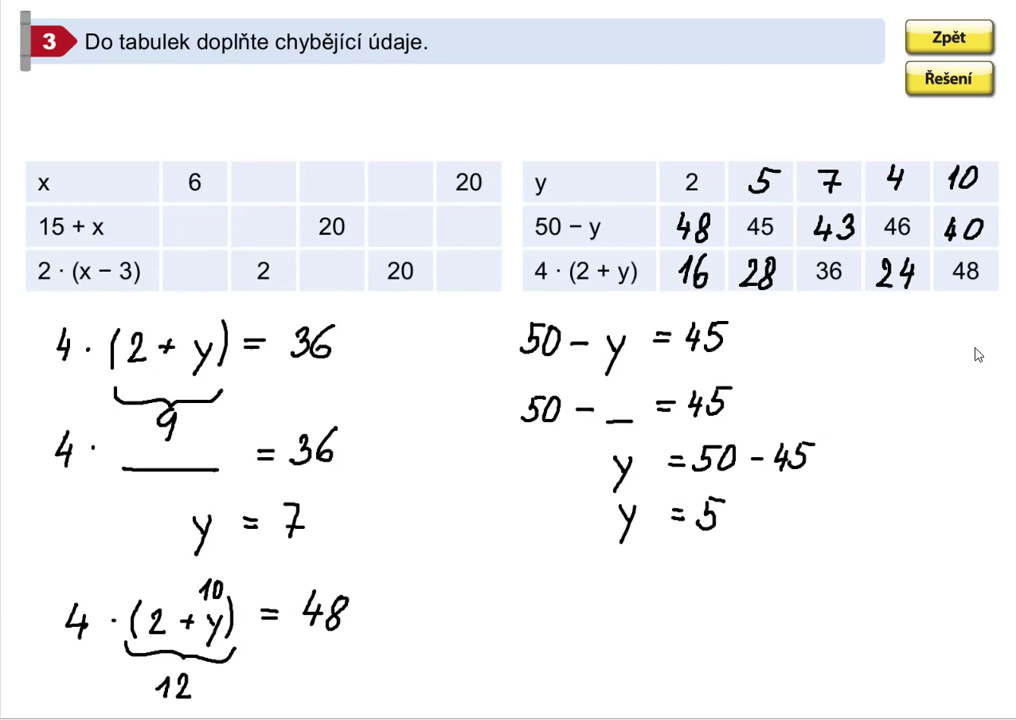 3 Do tabulek doplňte chybějící údaje.
Zpět
Řešení
x 6 20
15 + x 20
2 · (x − 3) 2 20
y 2 5 7 4 10
50 − y 48 45 43 46 40
4 · (2 + y) 16 28 36 24 48
4 · (2 + y) = 36
9
4 · ___ = 36
y = 7
10
4 · (2 + y) = 48
12
50 − y = 45
50 − _ = 45
y = 50 − 45
y = 5